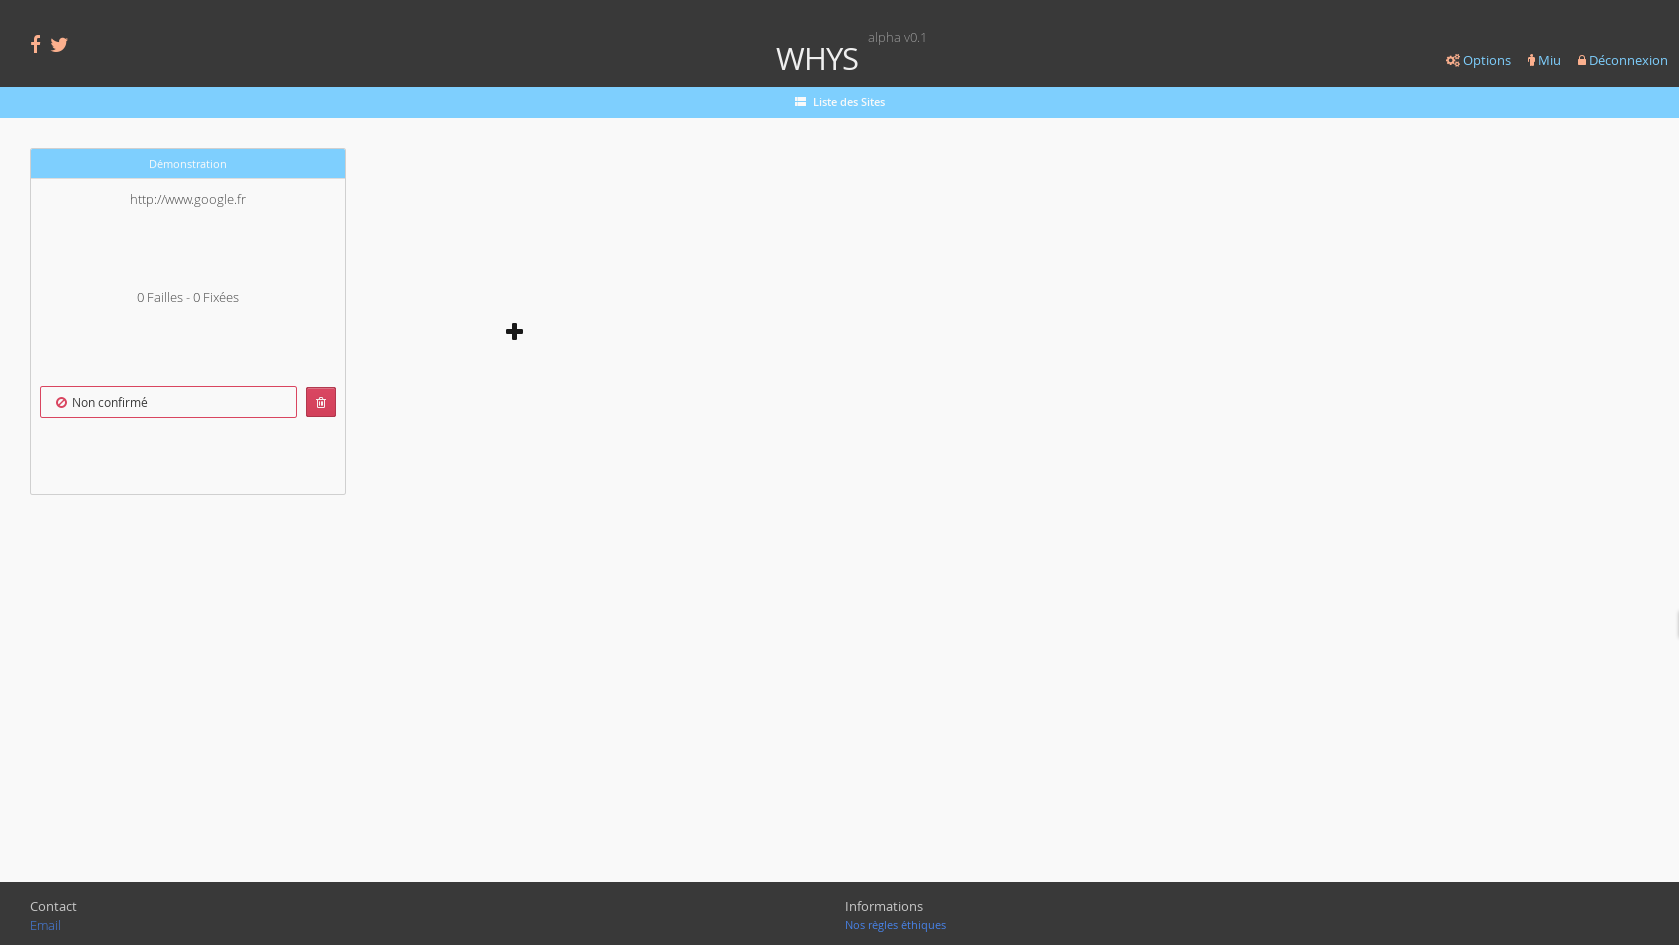 alpha v0.1
WHYS
Options Miu Déconnexion
Liste des Sites
Démonstration
http://www.google.fr
0 Failles - 0 Fixées
Non confirmé
Contact
Email
Informations
Nos règles éthiques